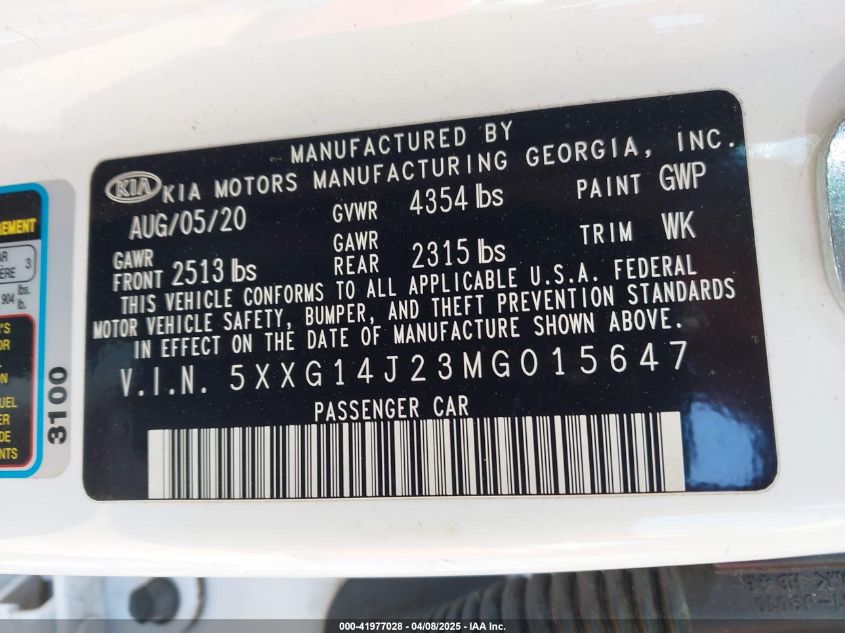 MANUFACTURED BY
KIA KIA MOTORS MANUFACTURING GEORGIA, INC.
AUG/05/20 GVWR 4354 lbs PAINT GWP
GAWR FRONT 2513 lbs GAWR REAR 2315 lbs TRIM WK
THIS VEHICLE CONFORMS TO ALL APPLICABLE U.S.A. FEDERAL
MOTOR VEHICLE SAFETY, BUMPER, AND THEFT PREVENTION STANDARDS
IN EFFECT ON THE DATE OF MANUFACTURE SHOWN ABOVE.
V.I.N. 5XXG14J23MG015647
PASSENGER CAR
3100
3
904 lbs.
000-41977028 - 04/08/2025 - IAA Inc.